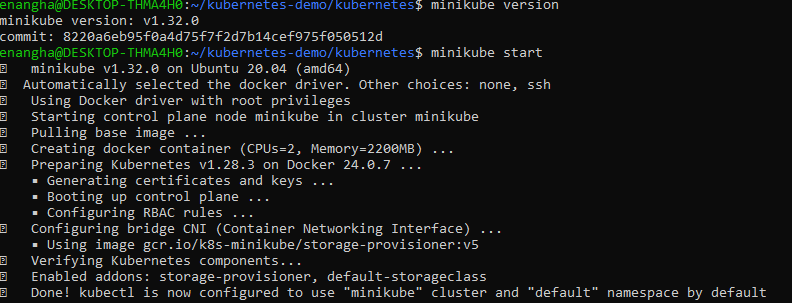 enangha@DESKTOP-THMA4H0:~/kubernetes-demo/kubernetes$ minikube version
minikube version: v1.32.0
commit: 8220a6eb95f0a4d75f7f2d7b14cef975f050512d
enangha@DESKTOP-THMA4H0:~/kubernetes-demo/kubernetes$ minikube start
minikube v1.32.0 on Ubuntu 20.04 (amd64)
Automatically selected the docker driver. Other choices: none, ssh
Using Docker driver with root privileges
Starting control plane node minikube in cluster minikube
Pulling base image ...
Creating docker container (CPUs=2, Memory=2200MB) ...
Preparing Kubernetes v1.28.3 on Docker 24.0.7 ...
▪ Generating certificates and keys ...
▪ Booting up control plane ...
▪ Configuring RBAC rules ...
Configuring bridge CNI (Container Networking Interface) ...
▪ Using image gcr.io/k8s-minikube/storage-provisioner:v5
Verifying Kubernetes components...
Enabled addons: storage-provisioner, default-storageclass
Done! kubectl is now configured to use "minikube" cluster and "default" namespace by default